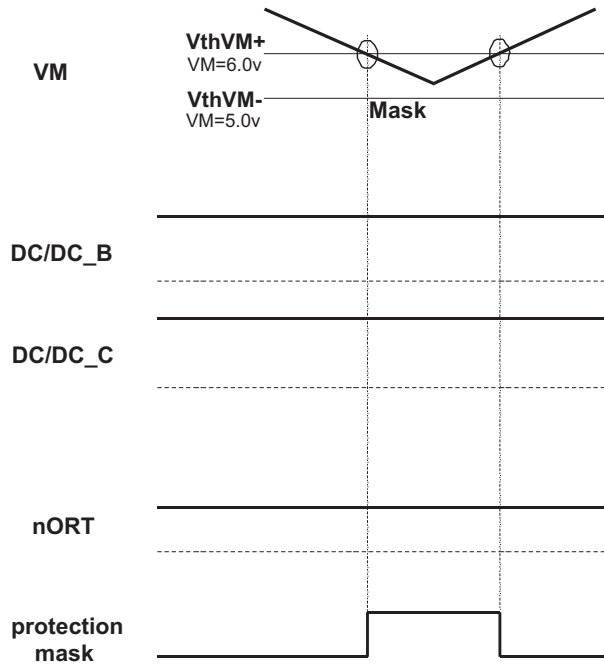 VthVM+
VM=6.0v
VM
VthVM-
VM=5.0v
Mask
DC/DC_B
DC/DC_C
nORT
protection
mask